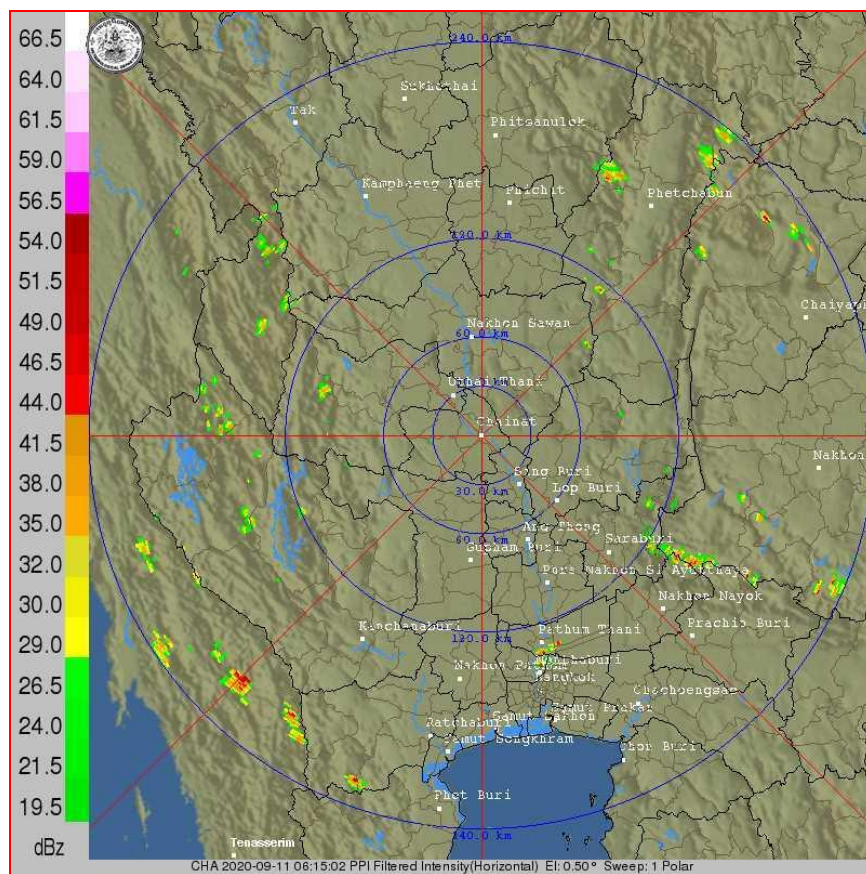 66.5
64.0
61.5
59.0
56.5
54.0
51.5
49.0
46.5
44.0
41.5
38.0
35.0
32.0
30.0
29.0
26.5
24.0
21.5
19.5
dBz
240.0 km
Sukhothai
Tak
Phitsanulok
Kamphaeng Phet
Phichit
Phetchabun
120.0 km
Chaiyaph
Nakhon Sawan
60.0 km
Uthai Thani
Chainat
Nakhon
Sing Buri
30.0 km
Lop Buri
Ang Thong
60.0 km
Saraburi
Suphan Buri
Pora Nakhon Si Ayutthaya
Nakhon Nayok
Kanchanaburi
120.0 km
Pathum Thani
Prachin Buri
Nonthaburi
Nakhon Pathom
Bangkok
Chachoengsao
Samut Prakan
Samut Sakhon
Ratchaburi
Samut Songkhram
Chon Buri
Phet Buri
240.0 km
Tenasserim
CHA 2020-09-11 06:15:02 PPI Filtered Intensity(Horizontal) El: 0.50° Sweep: 1 Polar